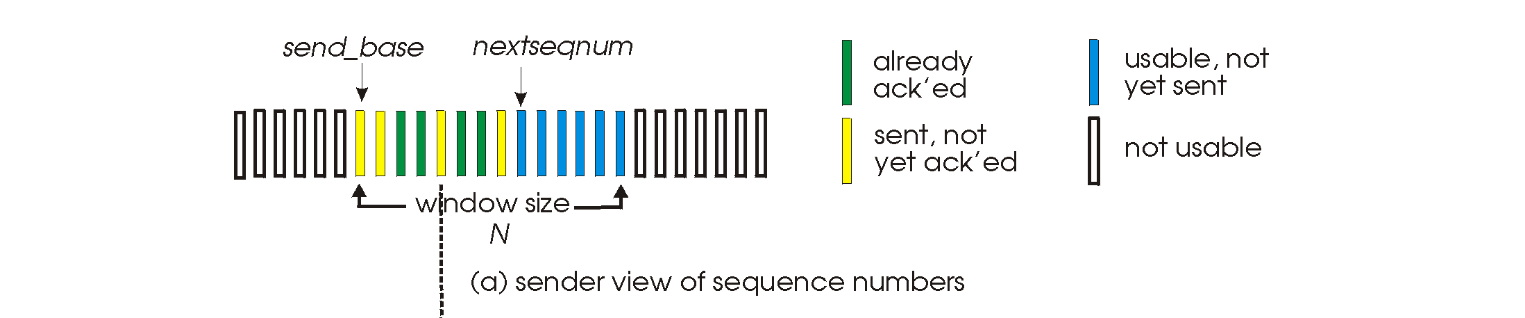 send_base
nextseqnum
already
ack'ed
usable, not
yet sent
sent, not
yet ack'ed
not usable
window size
N
(a) sender view of sequence numbers